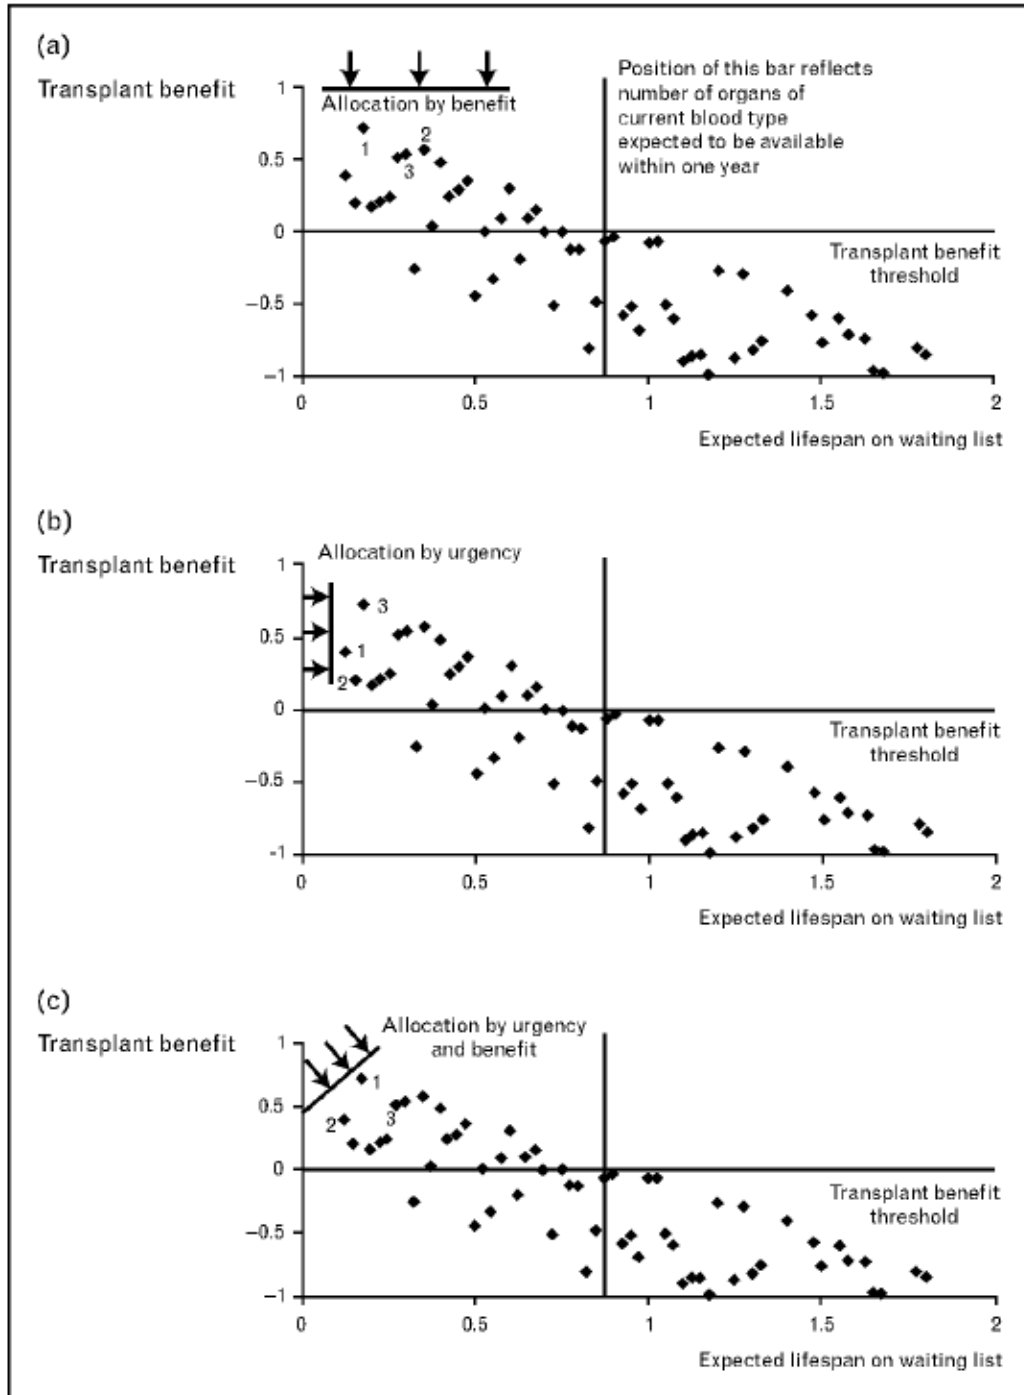 (a)
Transplant benefit
Allocation by benefit
Position of this bar reflects
number of organs of
current blood type
expected to be available
within one year
1
0.5
0
−0.5
−1
1
2
3
Transplant benefit
threshold
0
0.5
1
1.5
2
Expected lifespan on waiting list
(b)
Transplant benefit
Allocation by urgency
1
0.5
0
−0.5
-1
3
1
2
Transplant benefit
threshold
0
0.5
1
1.5
2
Expected lifespan on waiting list
(c)
Transplant benefit
Allocation by urgency
and benefit
1
0.5
0
−0.5
−1
1
2
3
Transplant benefit
threshold
0
0.5
1
1.5
2
Expected lifespan on waiting list